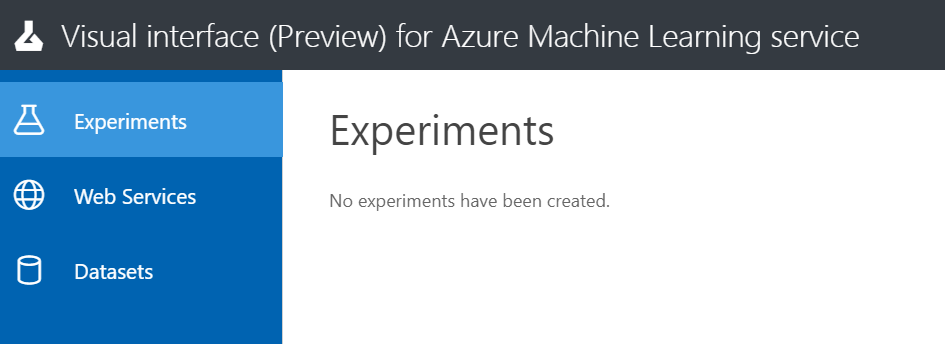 Visual interface (Preview) for Azure Machine Learning service
Experiments
Web Services
Datasets
Experiments
No experiments have been created.